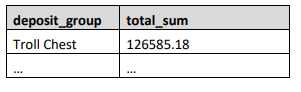 deposit_group total_sum
Troll Chest 126585.18
… …